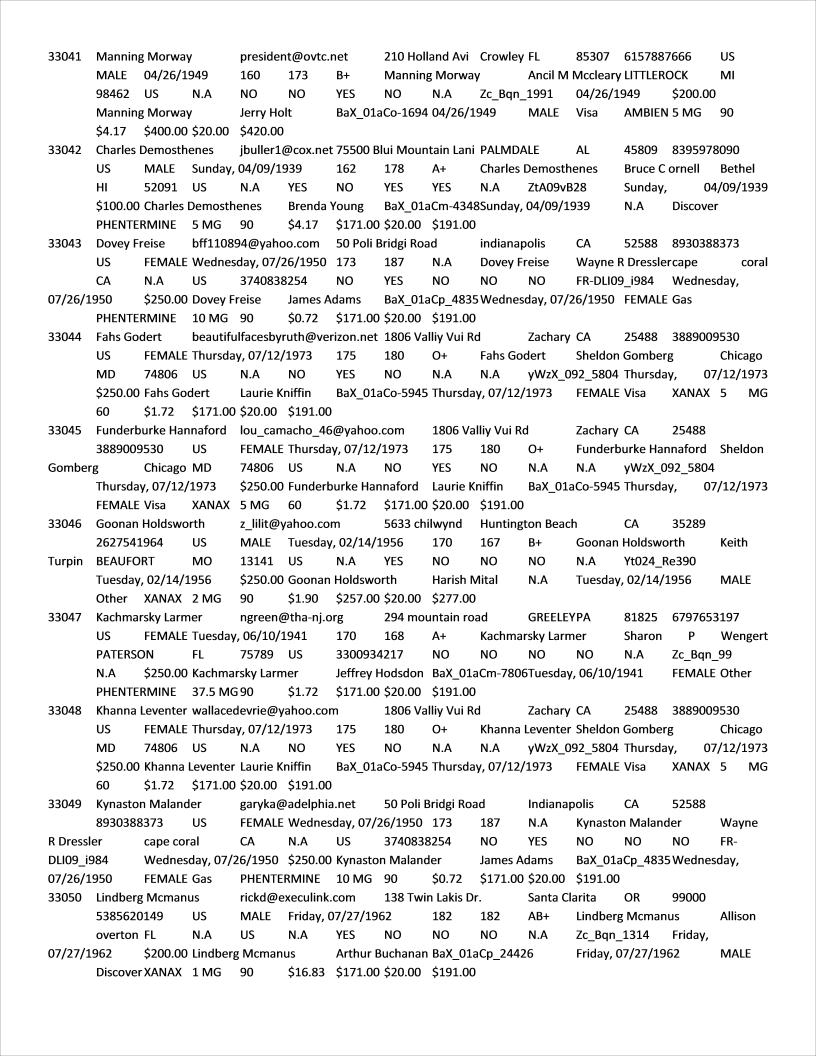 33041 Manning Morway president@ovtc.net 210 Holland Avi Crowley FL 85307 6157887666 US
MALE 04/26/1949 160 173 B+ Manning Morway Ancil M Mccleary LITTLEROCK MI
98462 US N.A NO NO YES NO N.A Zc_Bqn_1991 04/26/1949 $200.00
Manning Morway Jerry Holt BaX_01aCo-1694 04/26/1949 MALE Visa AMBIEN 5 MG 90
$4.17 $400.00 $20.00 $420.00
33042 Charles Demosthenes jbuller1@cox.net 75500 Blui Mountain Lani PALMDALE AL 45809 8395978090
US MALE Sunday, 04/09/1939 162 178 A+ Charles Demosthenes Bruce C ornell Bethel
HI 52091 US N.A YES NO YES YES N.A ZtA09vB28 Sunday, 04/09/1939
$100.00 Charles Demosthenes Brenda Young BaX_01aCm-4348Sunday, 04/09/1939 N.A Discover
PHENTERMINE 5 MG 90 $4.17 $171.00 $20.00 $191.00
33043 Dovey Freise bff110894@yahoo.com 50 Poli Bridgi Road indianapolis CA 52588 8930388373
US FEMALE Wednesday, 07/26/1950 173 187 N.A Dovey Freise Wayne R Dresslercape coral
CA N.A US 3740838254 NO YES NO NO NO FR-DLI09_i984 Wednesday,
07/26/1950 $250.00 Dovey Freise James Adams BaX_01aCp_4835Wednesday, 07/26/1950 FEMALE Gas
PHENTERMINE 10 MG 90 $0.72 $171.00 $20.00 $191.00
33044 Fahs Godert beautifulfacesbyruth@verizon.net 1806 Valliy Vui Rd Zachary CA 25488 3889009530
US FEMALE Thursday, 07/12/1973 175 180 O+ Fahs Godert Sheldon Gomberg Chicago
MD 74806 US N.A NO YES NO N.A N.A yWzX_092_5804 Thursday, 07/12/1973
$250.00 Fahs Godert Laurie Kniffin BaX_01aCo-5945 Thursday, 07/12/1973 FEMALE Visa XANAX 5 MG
60 $1.72 $171.00 $20.00 $191.00
33045 Funderburke Hannaford lou_camacho_46@yahoo.com 1806 Valliy Vui Rd Zachary CA 25488
3889009530 US FEMALE Thursday, 07/12/1973 175 180 O+ Funderburke Hannaford Sheldon
Gomberg Chicago MD 74806 US N.A NO YES NO N.A N.A yWzX_092_5804
Thursday, 07/12/1973 $250.00 Funderburke Hannaford Laurie Kniffin BaX_01aCo-5945 Thursday, 07/12/1973
FEMALE Visa XANAX 5 MG 60 $1.72 $171.00 $20.00 $191.00
33046 Goonan Holdsworth z_lilit@yahoo.com 5633 chilwynd Huntington Beach CA 35289
2627541964 US MALE Tuesday, 02/14/1956 170 167 B+ Goonan Holdsworth Keith
Turpin BEAUFORT MO 13141 US N.A YES NO NO NO N.A Yt024_Re390
Tuesday, 02/14/1956 $250.00 Goonan Holdsworth Harish Mital N.A Tuesday, 02/14/1956 MALE
Other XANAX 2 MG 90 $1.90 $257.00 $20.00 $277.00
33047 Kachmarsky Larmer ngreen@tha-nj.org 294 mountain road GREELEYPA 81825 6797653197
US FEMALE Tuesday, 06/10/1941 170 168 A+ Kachmarsky Larmer Sharon P Wengert
PATERSON FL 75789 US 3300934217 NO NO NO NO N.A Zc_Bqn_99
N.A $250.00 Kachmarsky Larmer Jeffrey Hodsdon BaX_01aCm-7806Tuesday, 06/10/1941 FEMALE Other
PHENTERMINE 37.5 MG 90 $1.72 $171.00 $20.00 $191.00
33048 Khanna Leventer wallacedevrie@yahoo.com 1806 Valliy Vui Rd Zachary CA 25488 3889009530
US FEMALE Thursday, 07/12/1973 175 180 O+ Khanna Leventer Sheldon Gomberg Chicago
MD 74806 US N.A NO YES NO N.A N.A yWzX_092_5804 Thursday, 07/12/1973
$250.00 Khanna Leventer Laurie Kniffin BaX_01aCo-5945 Thursday, 07/12/1973 FEMALE Visa XANAX 5 MG
60 $1.72 $171.00 $20.00 $191.00
33049 Kynaston Malander garyka@adelphia.net 50 Poli Bridgi Road Indianapolis CA 52588
8930388373 US FEMALE Wednesday, 07/26/1950 173 187 N.A Kynaston Malander Wayne
R Dressler cape coral CA N.A US 3740838254 NO YES NO NO NO FR-
DLI09_i984 Wednesday, 07/26/1950 $250.00 Kynaston Malander James Adams BaX_01aCp_4835Wednesday,
07/26/1950 FEMALE Gas PHENTERMINE 10 MG 90 $0.72 $171.00 $20.00 $191.00
33050 Lindberg Mcmanus rickd@execulink.com 138 Twin Lakis Dr. Santa Clarita OR 99000
5385620149 US MALE Friday, 07/27/1962 182 182 AB+ Lindberg Mcmanus Allison
overton FL N.A US N.A YES NO NO NO N.A Zc_Bqn_1314 Friday,
07/27/1962 $200.00 Lindberg Mcmanus Arthur Buchanan BaX_01aCp_24426 Friday, 07/27/1962 MALE
Discover XANAX 1 MG 90 $16.83 $171.00 $20.00 $191.00